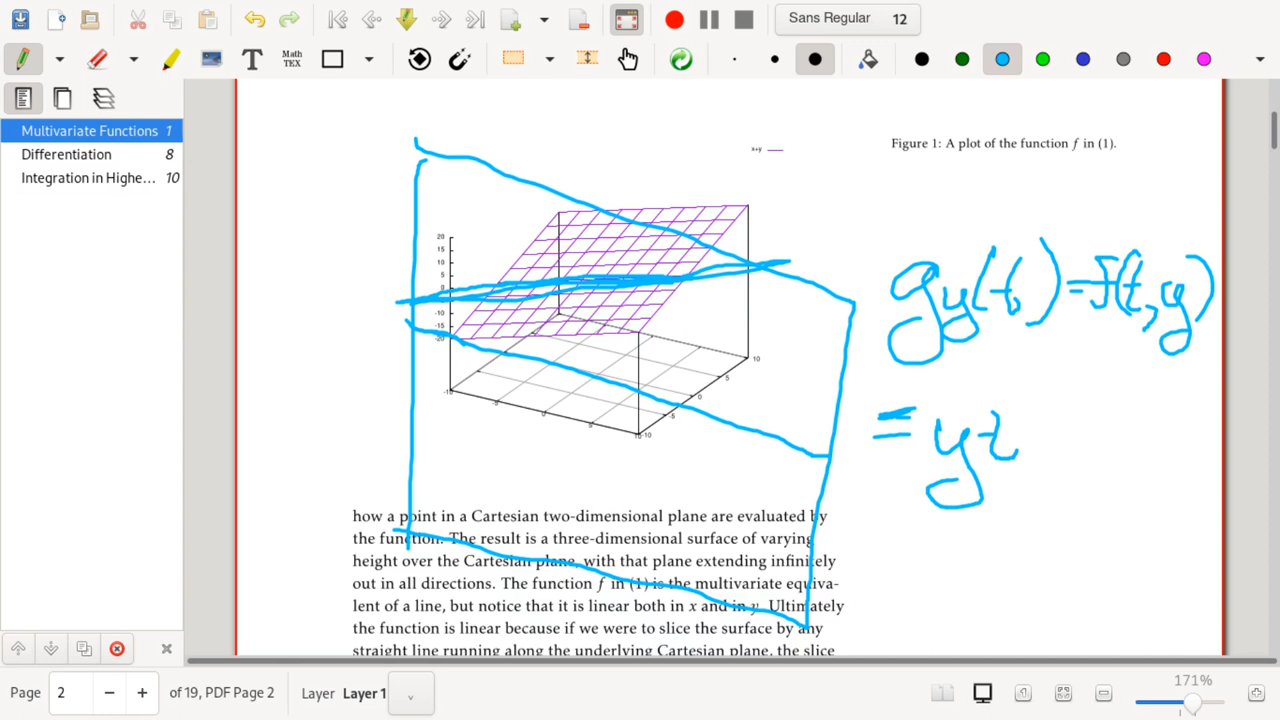 Sans Regular 12
T Math TEX
Multivariate Functions 1
Differentiation 8
Integration in Highe... 10
Figure 1: A plot of the function f in (1).
x+y
20
15
10
5
0
-10
-15
-20
10
5
0
-5
-10
-10
-5
0
5
10
gy(t) = f(t, y)
= yt
how a point in a Cartesian two-dimensional plane are evaluated by
the function. The result is a three-dimensional surface of varying
height over the Cartesian plane, with that plane extending infinitely
out in all directions. The function f in (1) is the multivariate equiva-
lent of a line, but notice that it is linear both in x and in y. Ultimately
the function is linear because if we were to slice the surface by any
straight line running along the underlying Cartesian plane, the slice
Page 2 of 19, PDF Page 2 Layer Layer 1 171%